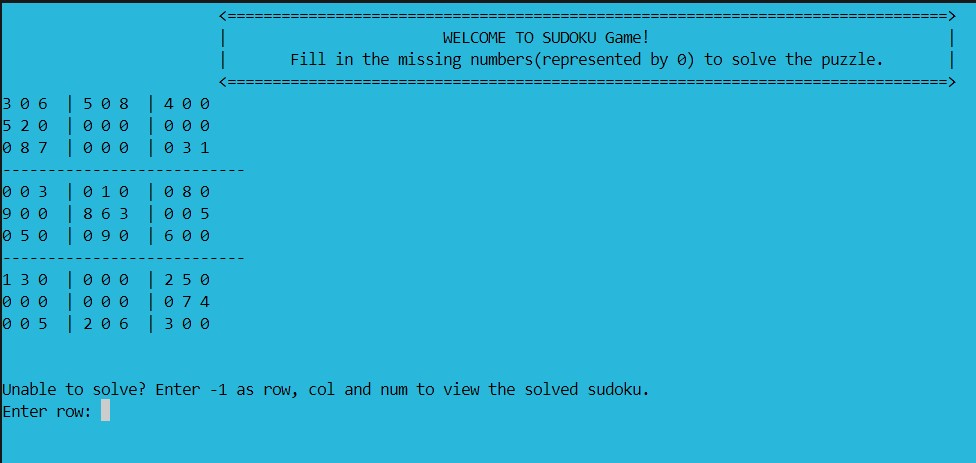 <================================================================================>
| WELCOME TO SUDOKU Game! |
| Fill in the missing numbers(represented by 0) to solve the puzzle. |
<================================================================================>
3 0 6 | 5 0 8 | 4 0 0
5 2 0 | 0 0 0 | 0 0 0
0 8 7 | 0 0 0 | 0 3 1
---------------------------
0 0 3 | 0 1 0 | 0 8 0
9 0 0 | 8 6 3 | 0 0 5
0 5 0 | 0 9 0 | 6 0 0
---------------------------
1 3 0 | 0 0 0 | 2 5 0
0 0 0 | 0 0 0 | 0 7 4
0 0 5 | 2 0 6 | 3 0 0
Unable to solve? Enter -1 as row, col and num to view the solved sudoku.
Enter row: